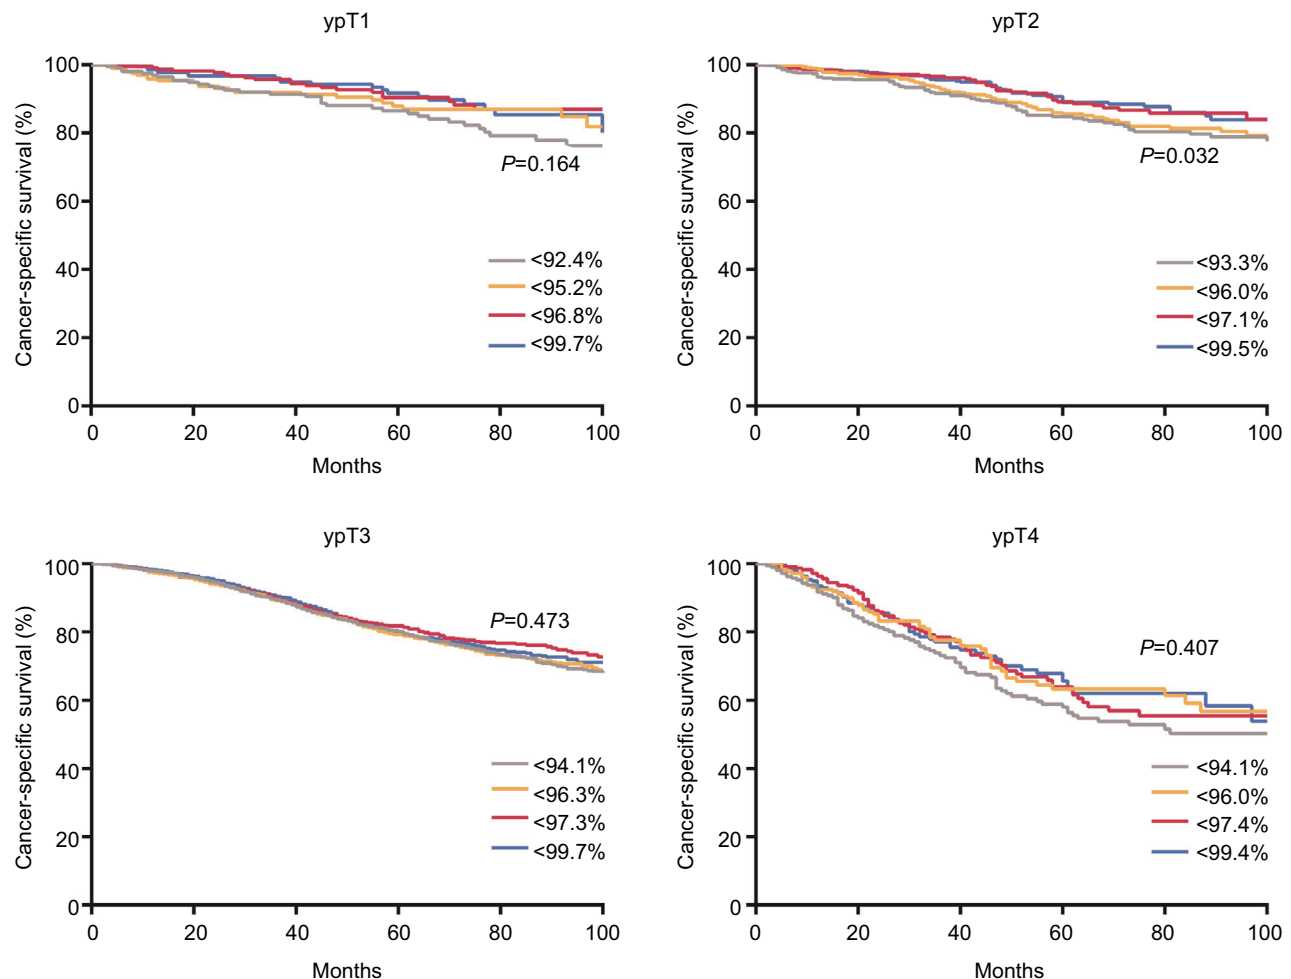 ypT1
Cancer-specific survival (%)
100
80
60
40
20
0
P=0.164
<92.4%
<95.2%
<96.8%
<99.7%
0 20 40 60 80 100
Months
ypT2
Cancer-specific survival (%)
100
80
60
40
20
0
P=0.032
<93.3%
<96.0%
<97.1%
<99.5%
0 20 40 60 80 100
Months
ypT3
Cancer-specific survival (%)
100
80
60
40
20
0
P=0.473
<94.1%
<96.3%
<97.3%
<99.7%
0 20 40 60 80 100
Months
ypT4
Cancer-specific survival (%)
100
80
60
40
20
0
P=0.407
<94.1%
<96.0%
<97.4%
<99.4%
0 20 40 60 80 100
Months